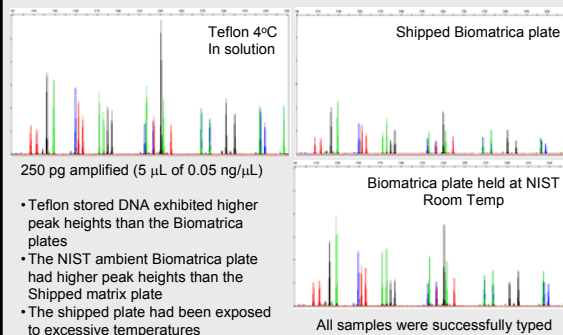 Teflon 4ºC
In solution
Shipped Biomatrica plate
250 pg amplified (5 µL of 0.05 ng/µL)
• Teflon stored DNA exhibited higher
peak heights than the Biomatrica
plates
• The NIST ambient Biomatrica plate
had higher peak heights than the
Shipped matrix plate
• The shipped plate had been exposed
to excessive temperatures
Biomatrica plate held at NIST
Room Temp
All samples were successfully typed